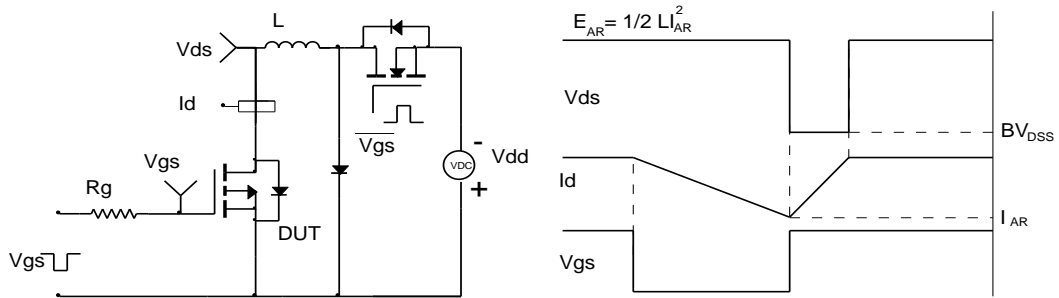 L
Vds
Id
Vgs
Vgs
Rg
VDC
-
+
Vdd
DUT
Vgs
E_AR = 1/2 LI_AR^2
Vds
BV_DSS
Id
I_AR
Vgs